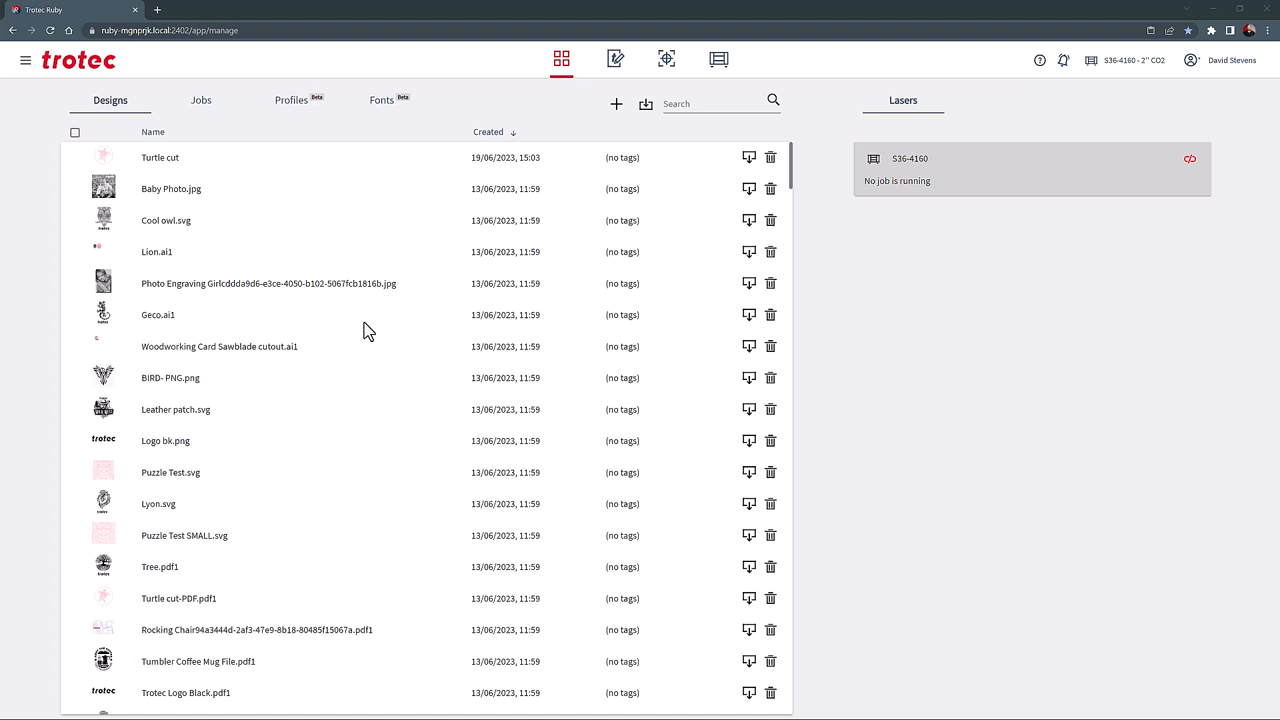 Trotec Ruby
ruby-mgnprjk.local:2402/app/manage
trotec
S36-4160 - 2'' CO2
David Stevens
Designs
Jobs
Profiles Beta
Fonts Beta
Search
Lasers
Name
Created
S36-4160
No job is running
Turtle cut 19/06/2023, 15:03 (no tags)
Baby Photo.jpg 13/06/2023, 11:59 (no tags)
Cool owl.svg 13/06/2023, 11:59 (no tags)
Lion.ai1 13/06/2023, 11:59 (no tags)
Photo Engraving Girlcddda9d6-e3ce-4050-b102-5067fcb1816b.jpg 13/06/2023, 11:59 (no tags)
Geco.ai1 13/06/2023, 11:59 (no tags)
Woodworking Card Sawblade cutout.ai1 13/06/2023, 11:59 (no tags)
BIRD- PNG.png 13/06/2023, 11:59 (no tags)
Leather patch.svg 13/06/2023, 11:59 (no tags)
trotec Logo bk.png 13/06/2023, 11:59 (no tags)
Puzzle Test.svg 13/06/2023, 11:59 (no tags)
Lyon.svg 13/06/2023, 11:59 (no tags)
Puzzle Test SMALL.svg 13/06/2023, 11:59 (no tags)
Tree.pdf1 13/06/2023, 11:59 (no tags)
Turtle cut-PDF.pdf1 13/06/2023, 11:59 (no tags)
Rocking Chair94a3444d-2af3-47e9-8b18-80485f15067a.pdf1 13/06/2023, 11:59 (no tags)
Tumbler Coffee Mug File.pdf1 13/06/2023, 11:59 (no tags)
trotec Trotec Logo Black.pdf1 13/06/2023, 11:59 (no tags)